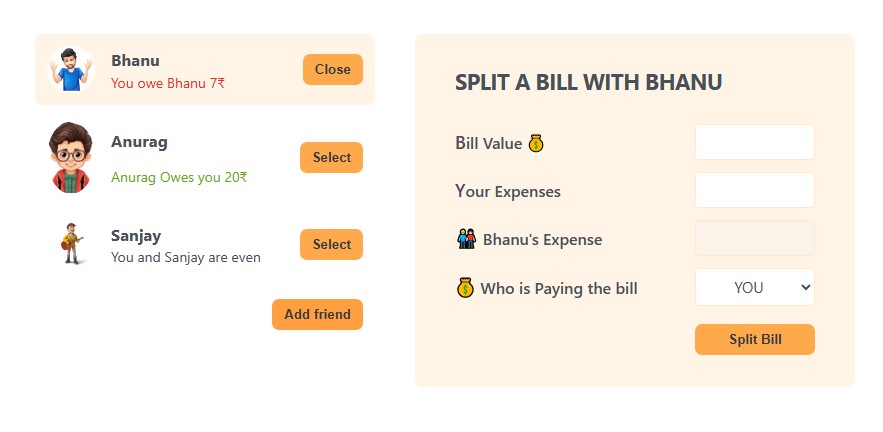 Bhanu
You owe Bhanu 7₹
Close
Anurag
Anurag Owes you 20₹
Select
Sanjay
You and Sanjay are even
Select
Add friend
SPLIT A BILL WITH BHANU
Bill Value 💰
Your Expenses
👫 Bhanu's Expense
💰 Who is Paying the bill
YOU
Split Bill